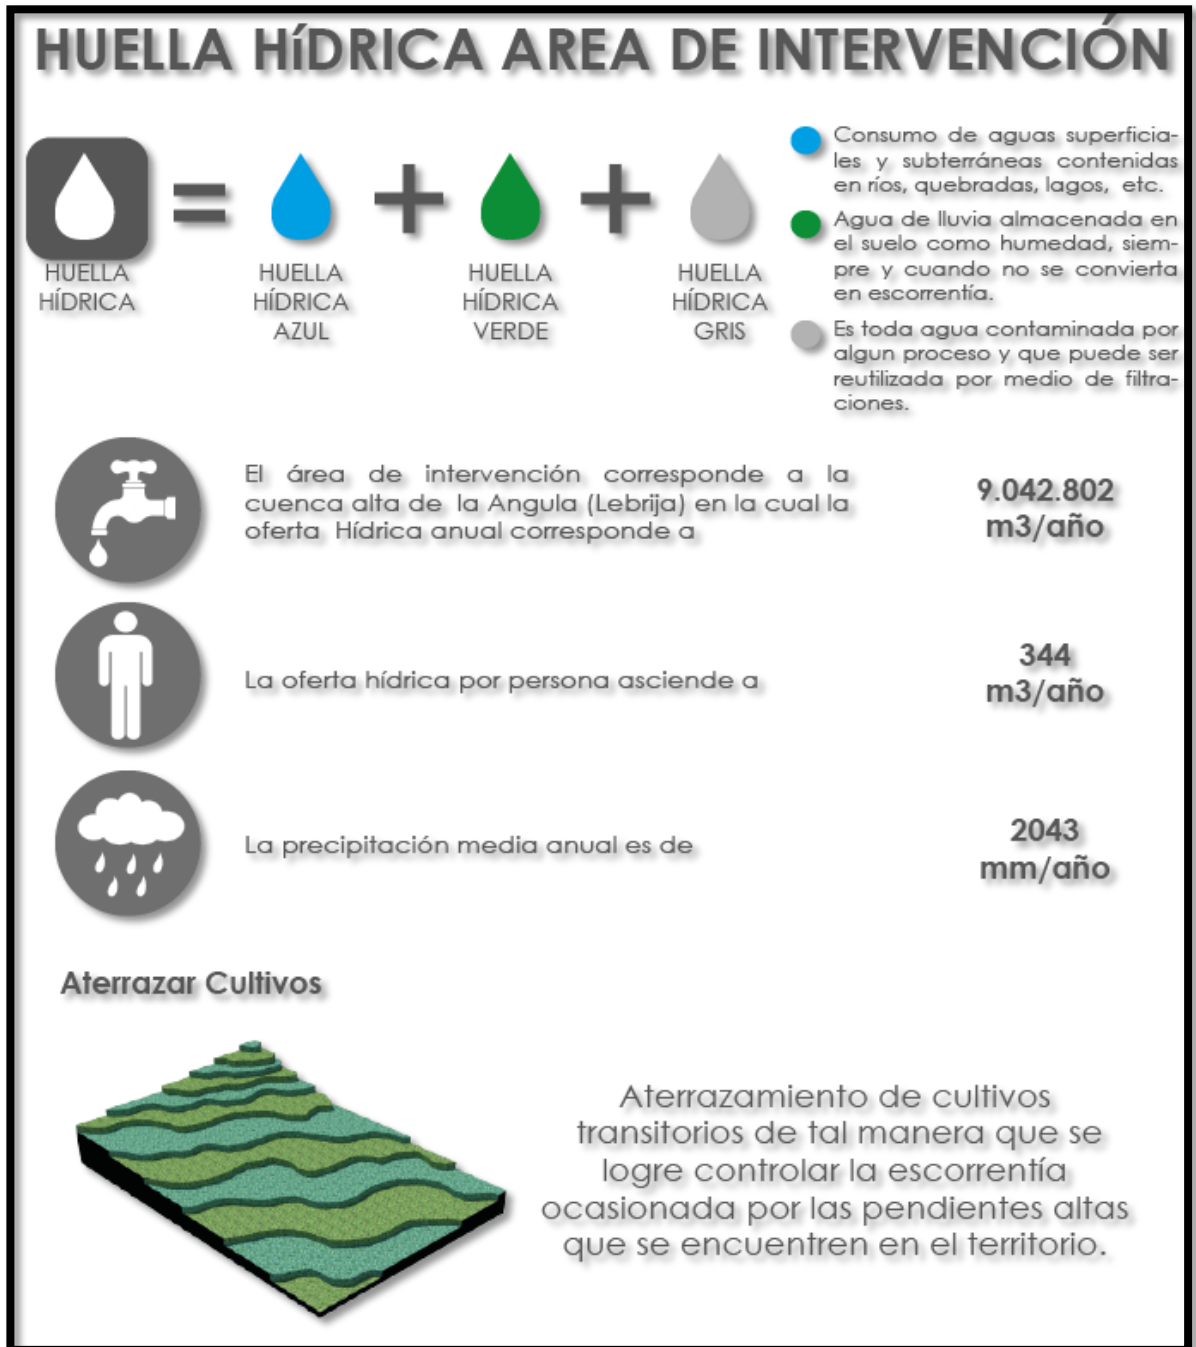 HUELLA HíDRICA AREA DE INTERVENCIÓN
=
+
+
HUELLA
HÍDRICA
HUELLA
HÍDRICA
AZUL
HUELLA
HÍDRICA
VERDE
HUELLA
HÍDRICA
GRIS
Consumo de aguas superficia-
les y subterráneas contenidas
en ríos, quebradas, lagos, etc.
Agua de lluvia almacenada en
el suelo como humedad, siem-
pre y cuando no se convierta
en escorrentía.
Es toda agua contaminada por
algun proceso y que puede ser
reutilizada por medio de filtra-
ciones.
El área de intervención corresponde a la
cuenca alta de la Angula (Lebrija) en la cual la
oferta Hídrica anual corresponde a
9.042.802
m3/año
La oferta hídrica por persona asciende a
344
m3/año
La precipitación media anual es de
2043
mm/año
Aterrazar Cultivos
Aterrazamiento de cultivos
transitorios de tal manera que se
logre controlar la escorrentía
ocasionada por las pendientes altas
que se encuentren en el territorio.